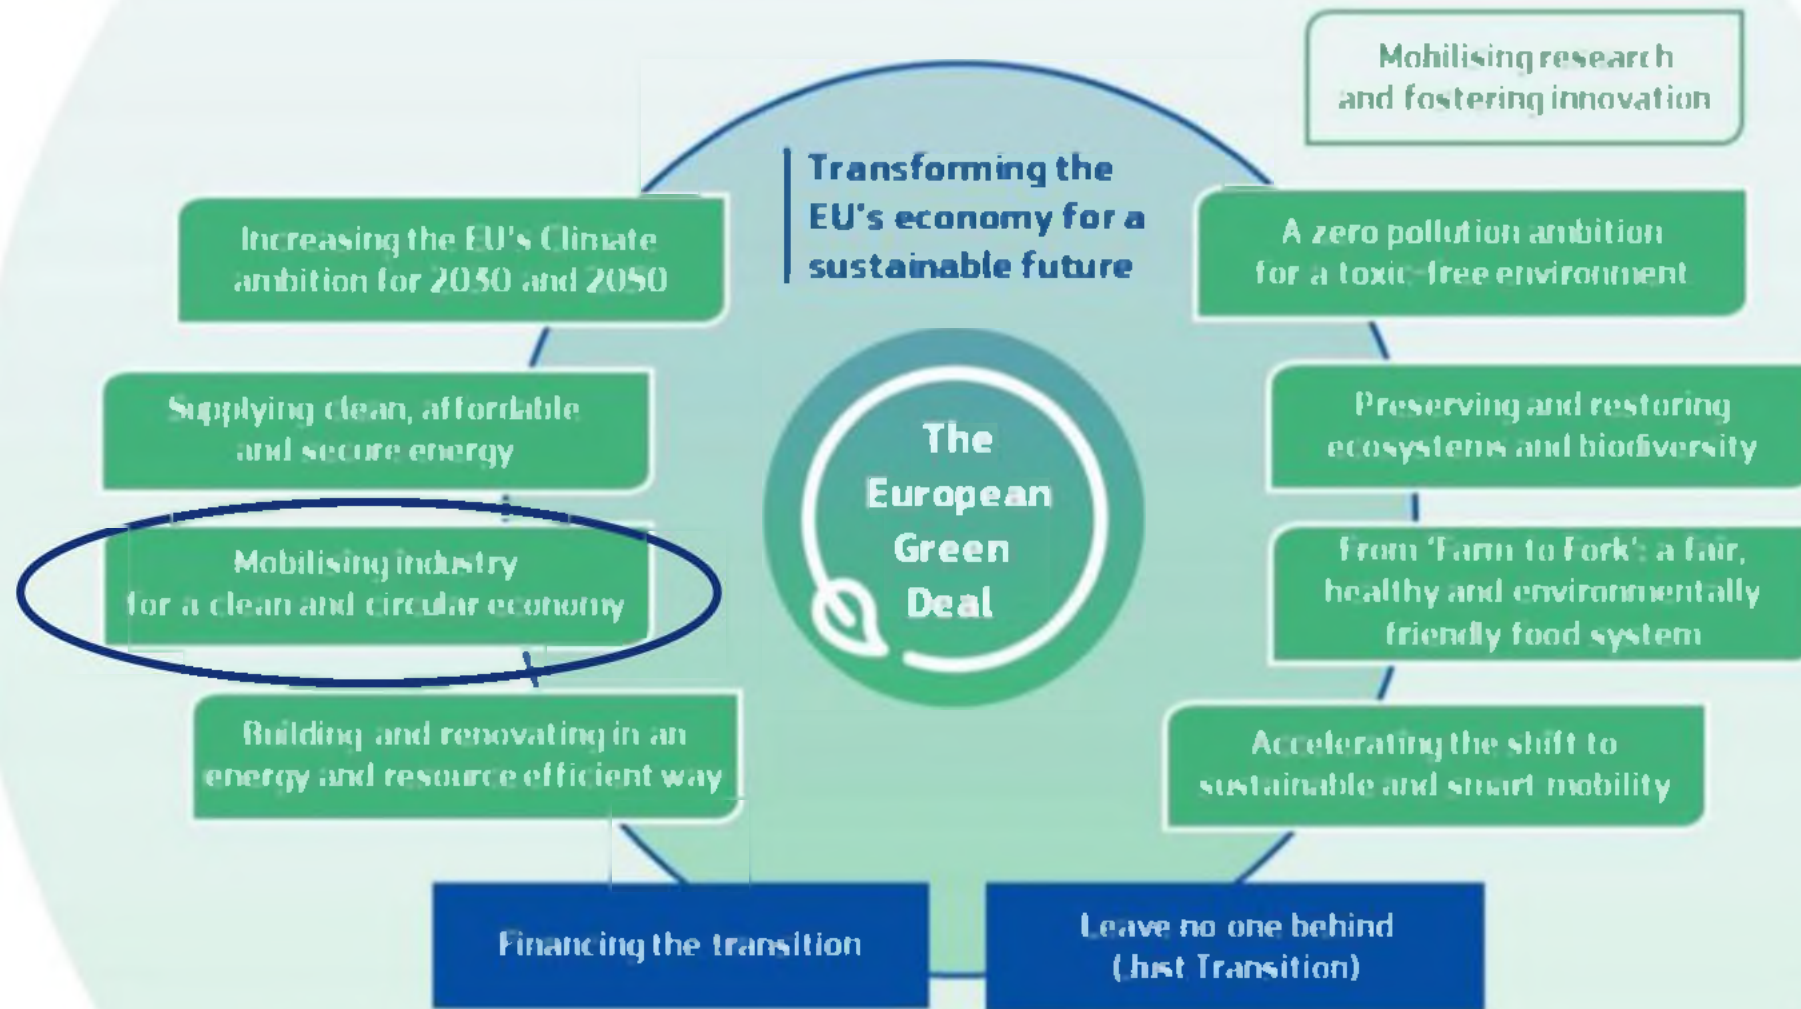 Mobilising research
and fostering innovation
Transforming the
EU's economy for a
sustainable future
Increasing the EU's Climate
ambition for 2030 and 2050
A zero pollution ambition
for a toxic-free environment
Supplying clean, affordable
and secure energy
Preserving and restoring
ecosystems and biodiversity
The
European
Green
Deal
Mobilising industry
for a clean and circular economy
From 'Farm to Fork': a fair,
healthy and environmentally
friendly food system
Building and renovating in an
energy and resource efficient way
Accelerating the shift to
sustainable and smart mobility
Financing the transition
Leave no one behind
(Just Transition)